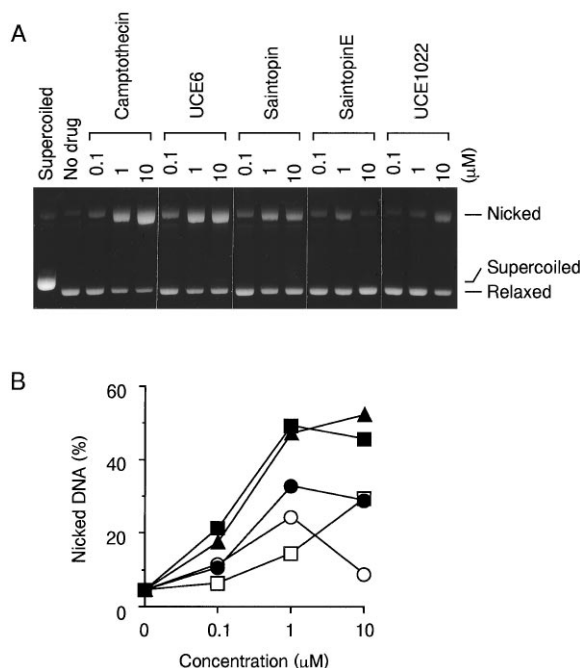 A
Supercoiled
No drug
Camptothecin
UCE6
Saintopin
SaintopinE
UCE1022
0.1 1 10 0.1 1 10 0.1 1 10 0.1 1 10 0.1 1 10 (μM)
Nicked
Supercoiled
Relaxed
B
Nicked DNA (%)
60
40
20
0
0 0.1 1 10
Concentration (μM)